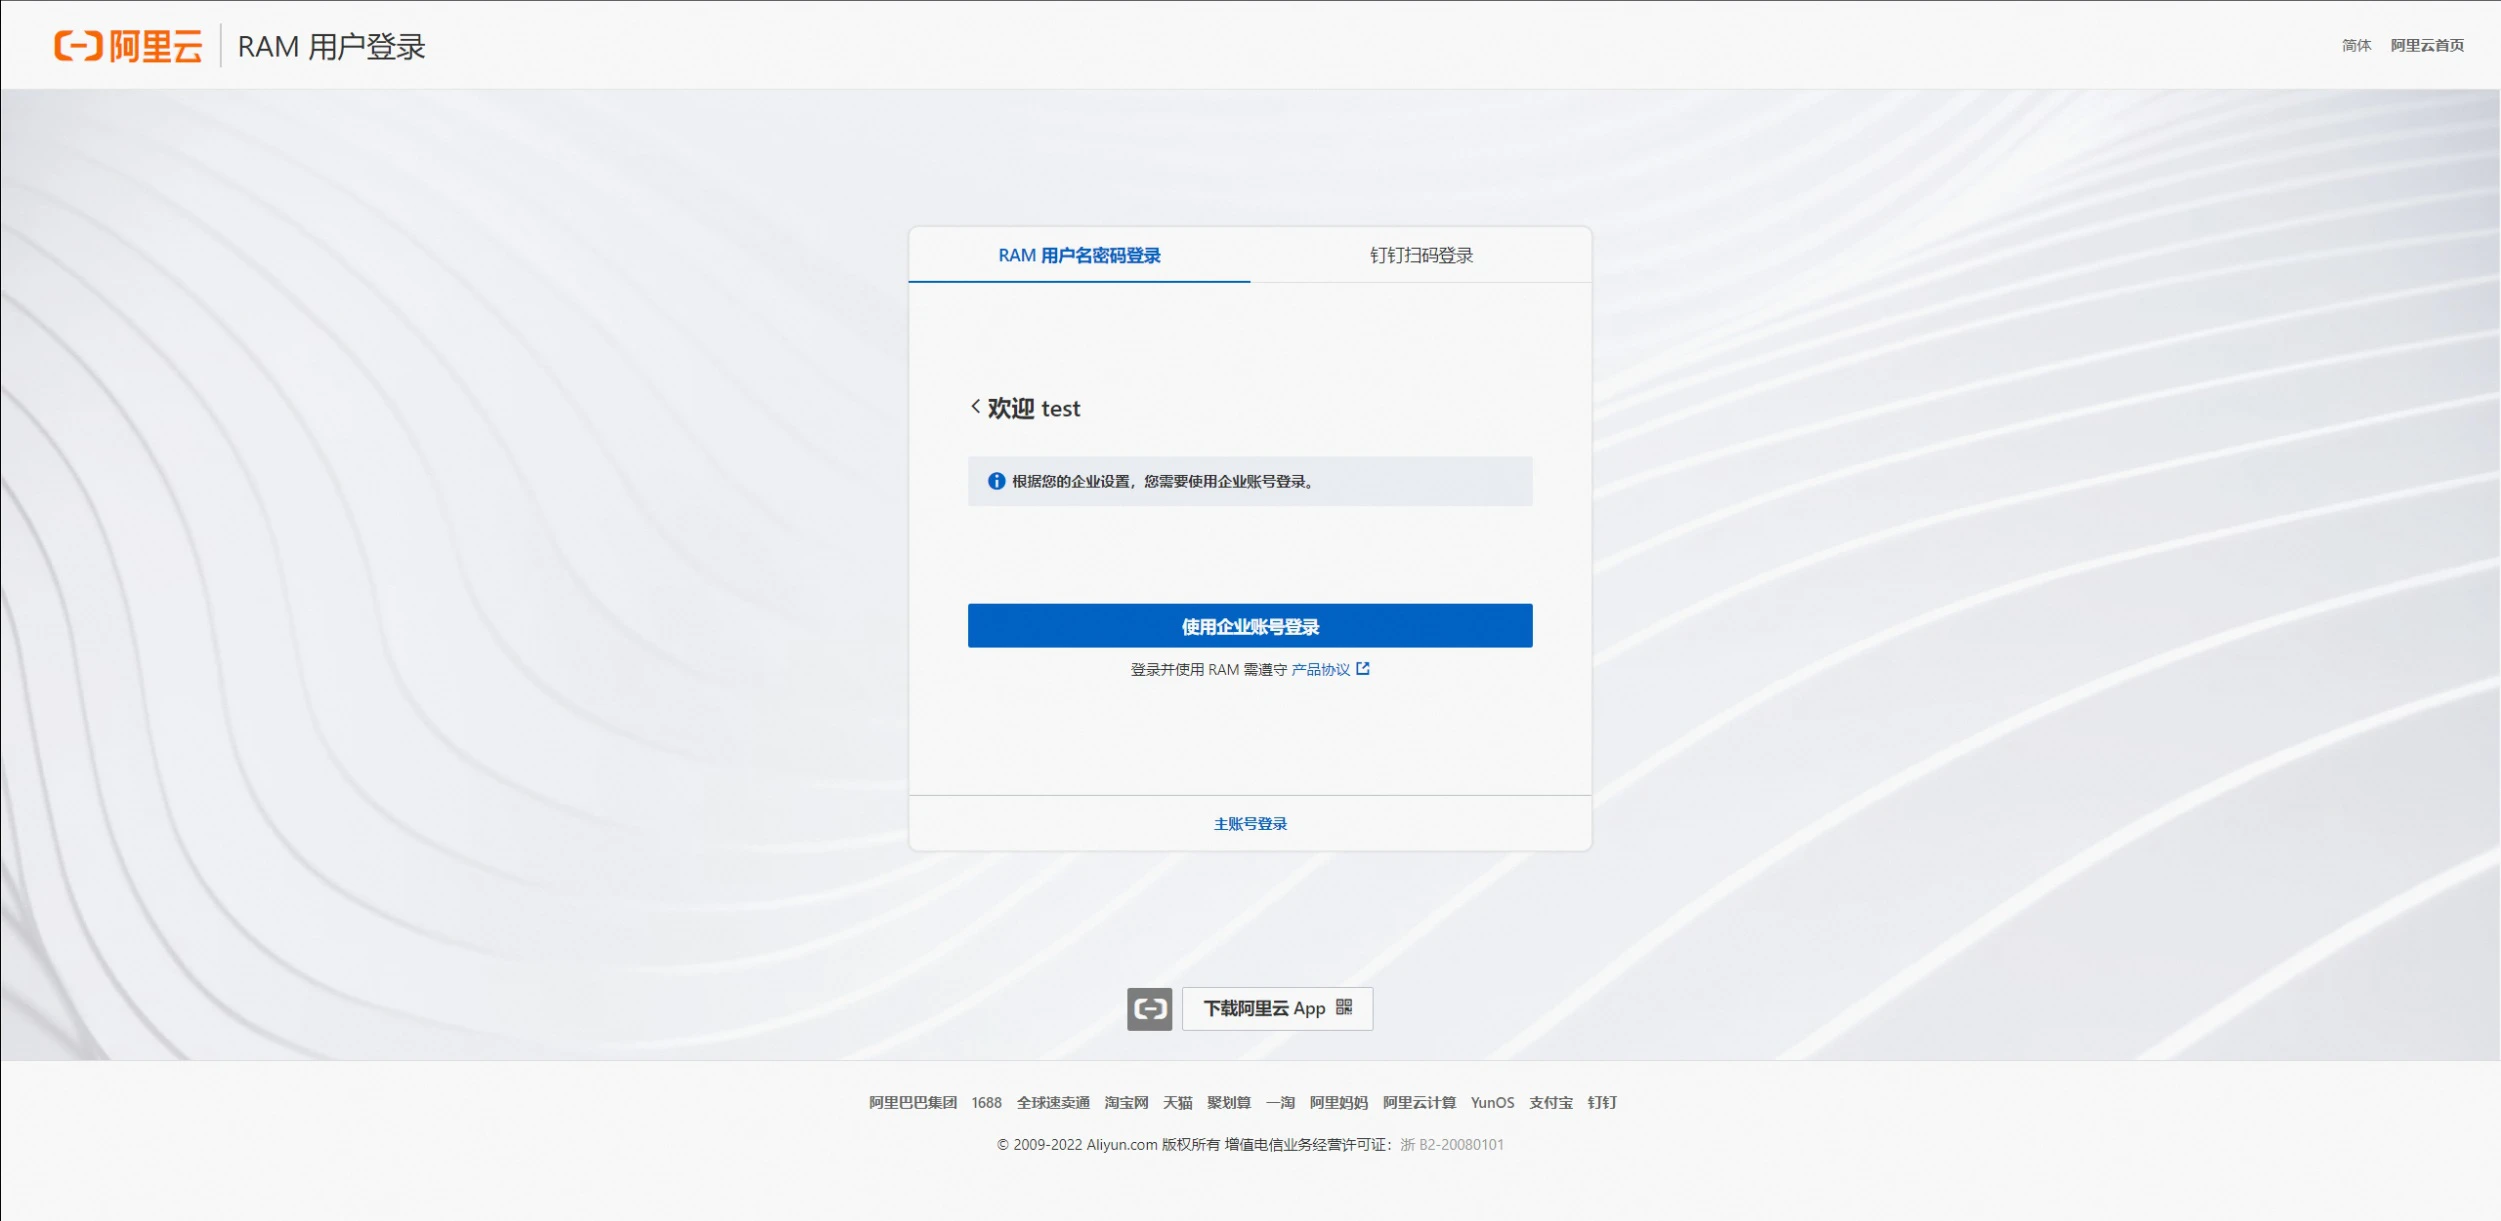 阿里云 RAM 用户登录 简体 阿里云首页
RAM 用户名密码登录 钉钉扫码登录
欢迎 test
根据您的企业设置，您需要使用企业账号登录。
使用企业账号登录
登录并使用 RAM 需遵守 产品协议
主账号登录
下载阿里云 App
阿里巴巴集团 1688 全球速卖通 淘宝网 天猫 聚划算 一淘 阿里妈妈 阿里云计算 YunOS 支付宝 钉钉
© 2009-2022 Aliyun.com 版权所有 增值电信业务经营许可证：浙 B2-20080101